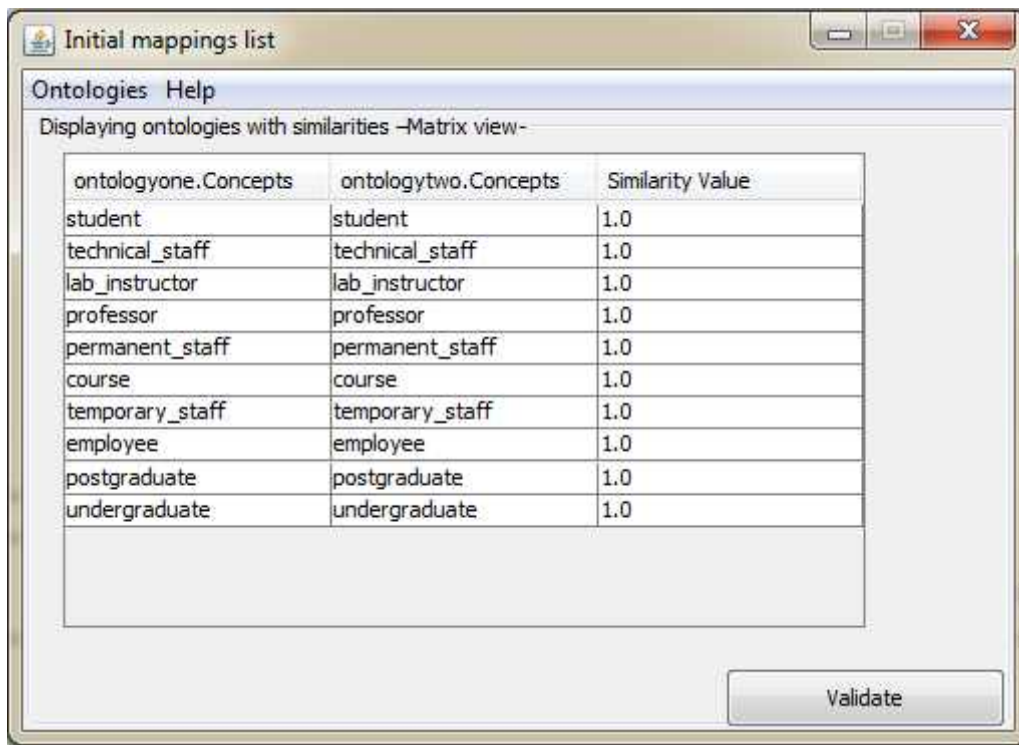 Initial mappings list
Ontologies Help
Displaying ontologies with similarities –Matrix view-
ontologyone.Concepts ontologytwo.Concepts Similarity Value
student student 1.0
technical_staff technical_staff 1.0
lab_instructor lab_instructor 1.0
professor professor 1.0
permanent_staff permanent_staff 1.0
course course 1.0
temporary_staff temporary_staff 1.0
employee employee 1.0
postgraduate postgraduate 1.0
undergraduate undergraduate 1.0
Validate